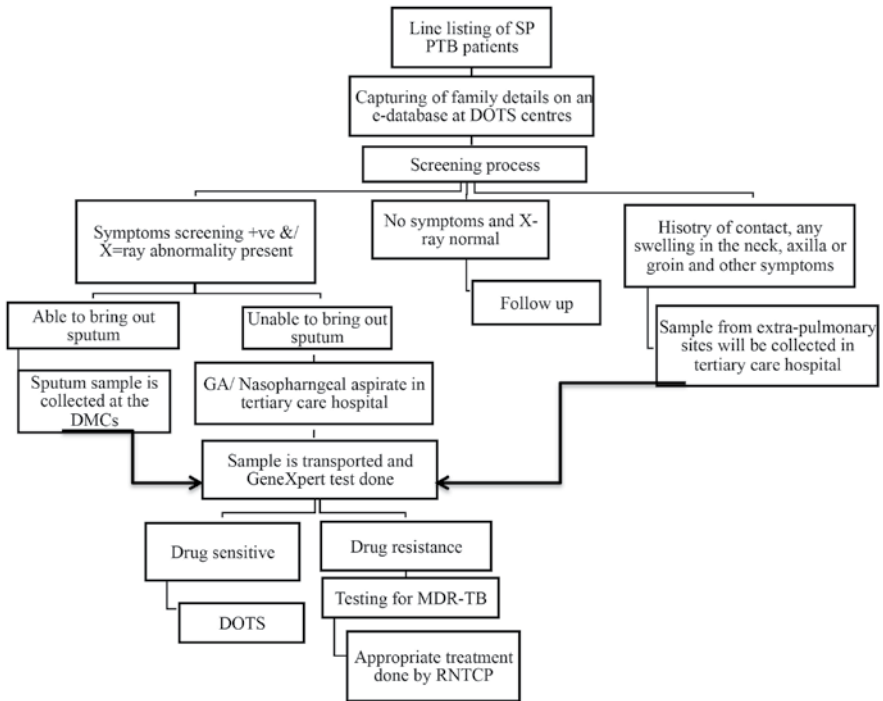 Line listing of SP
PTB patients
Capturing of family details on an
e-database at DOTS centres
Screening process
Symptoms screening +ve &/
X=ray abnormality present
No symptoms and X-
ray normal
Hisotry of contact, any
swelling in the neck, axilla or
groin and other symptoms
Follow up
Able to bring out
sputum
Unable to bring out
sputum
Sample from extra-pulmonary
sites will be collected in
tertiary care hospital
Sputum sample is
collected at the
DMCs
GA/ Nasopharngeal aspirate in
tertiary care hospital
Sample is transported and
GeneXpert test done
Drug sensitive
Drug resistance
DOTS
Testing for MDR-TB
Appropriate treatment
done by RNTCP